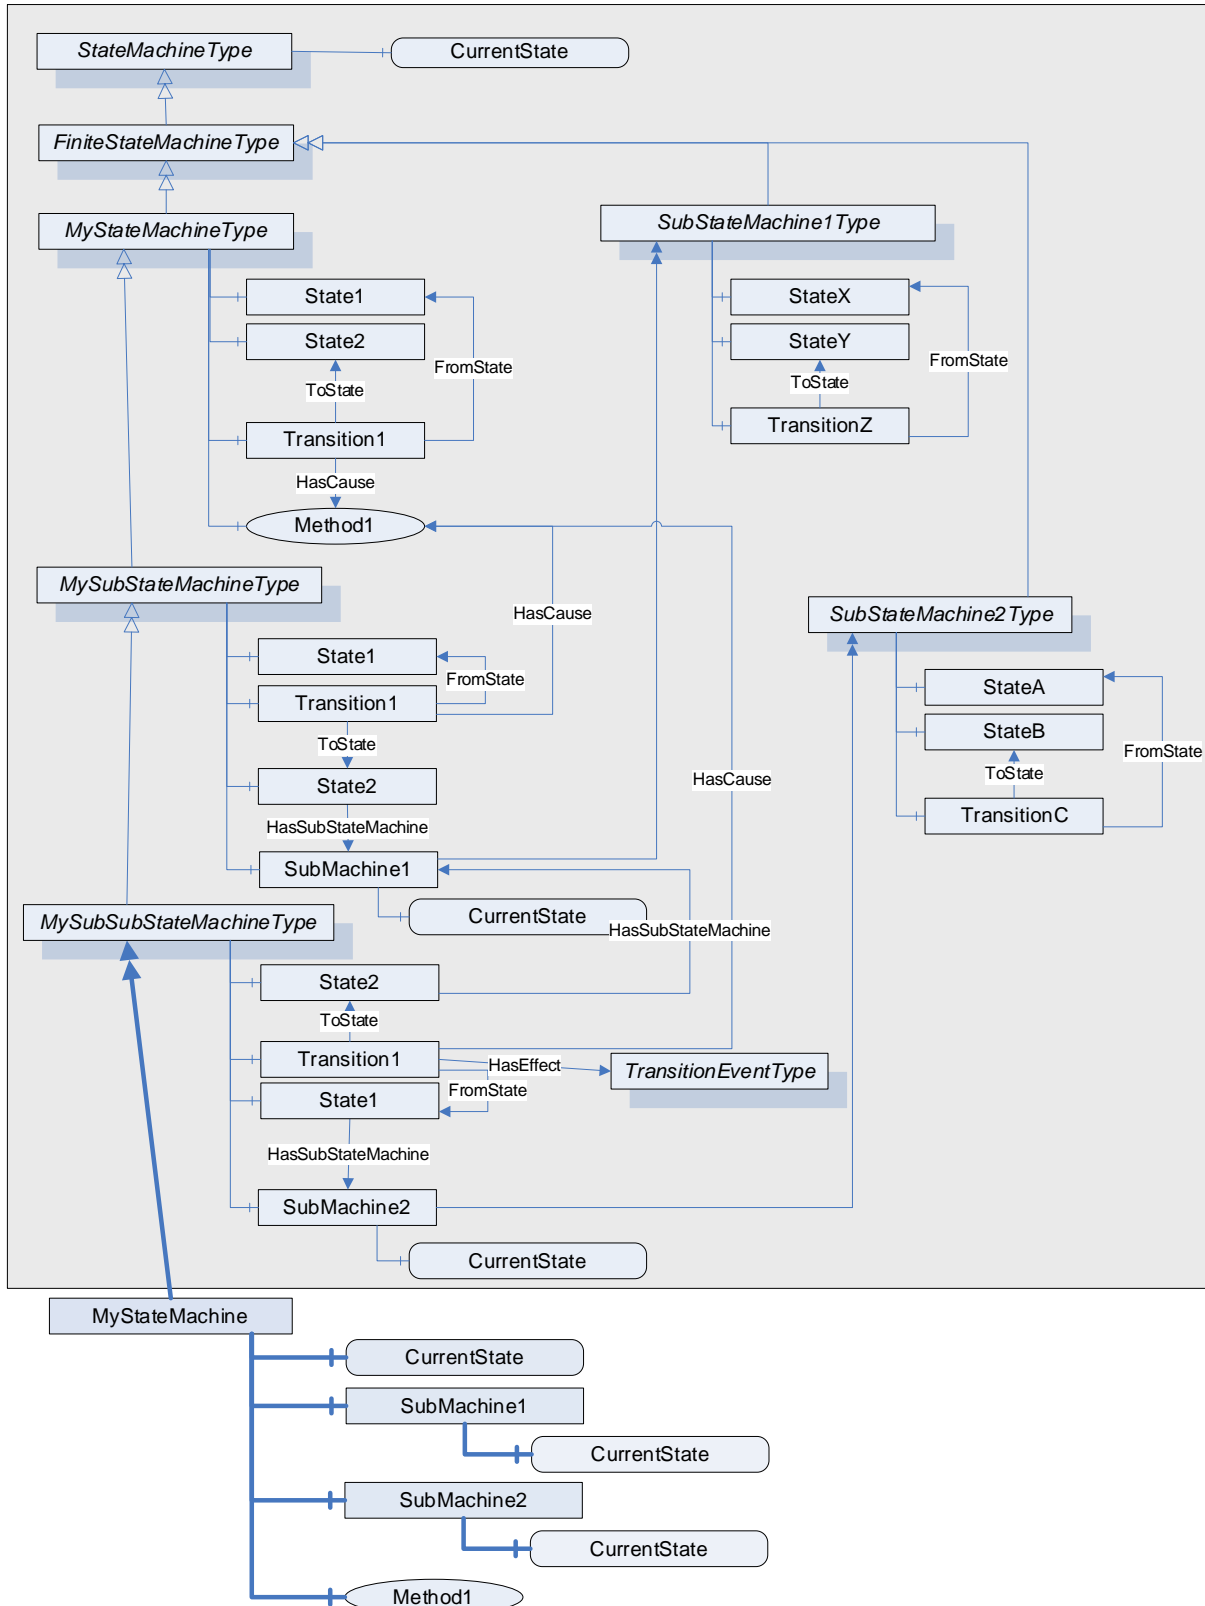 StateMachineType
CurrentState
FiniteStateMachineType
MyStateMachineType
SubStateMachine1Type
State1
StateX
State2
StateY
FromState
FromState
ToState
ToState
Transition1
TransitionZ
HasCause
Method1
MySubStateMachineType
HasCause
SubStateMachine2Type
State1
FromState
StateA
Transition1
StateB
ToState
FromState
State2
HasCause
ToState
HasSubStateMachine
TransitionC
SubMachine1
CurrentState
MySubSubStateMachineType
HasSubStateMachine
State2
ToState
Transition1
HasEffect
TransitionEventType
FromState
State1
HasSubStateMachine
SubMachine2
CurrentState
MyStateMachine
CurrentState
SubMachine1
CurrentState
SubMachine2
CurrentState
Method1